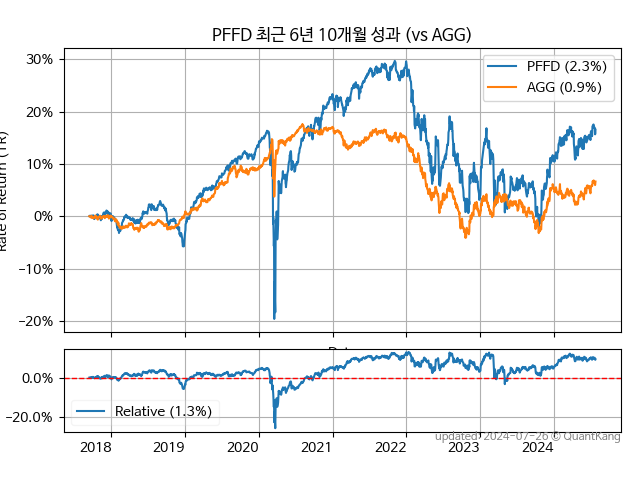 PFFD 최근 6년 10개월 성과 (vs AGG)
30%
20%
10%
0%
−10%
−20%
Rate of Return (TR)
PFFD (2.3%)
AGG (0.9%)
0.0%
−20.0%
Relative (1.3%)
2018 2019 2020 2021 2022 2023 2024
updated: 2024-07-26 © QuantKang